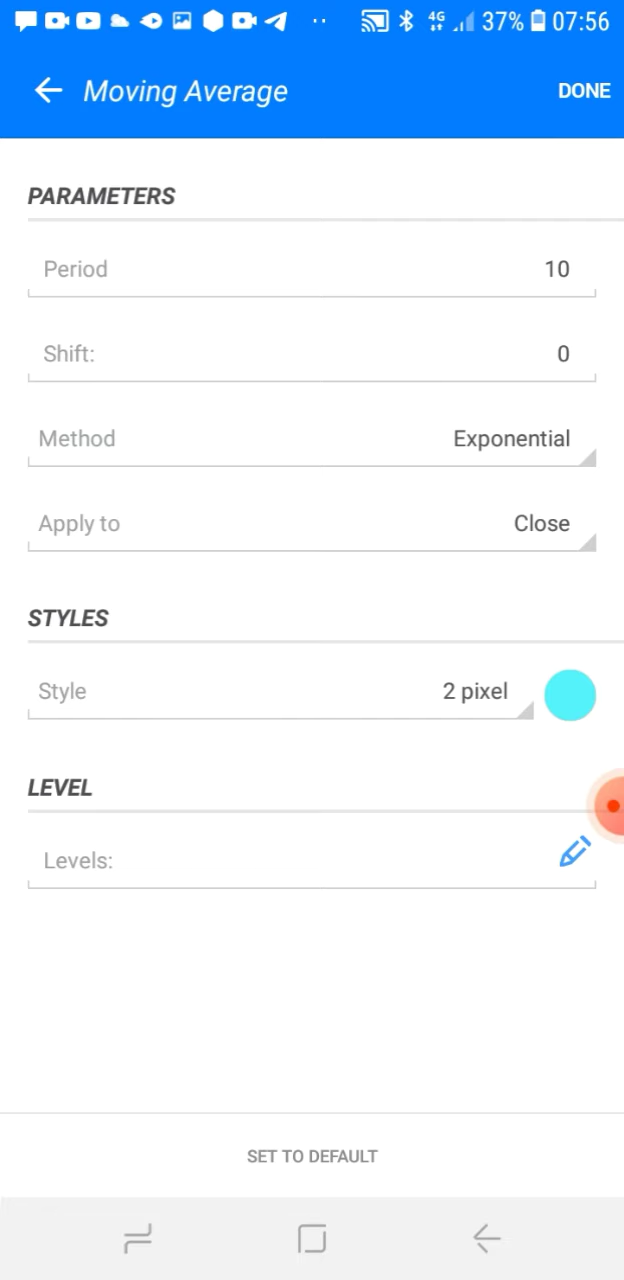 4G 37% 07:56
Moving Average DONE
PARAMETERS
Period 10
Shift: 0
Method Exponential
Apply to Close
STYLES
Style 2 pixel
LEVEL
Levels:
SET TO DEFAULT